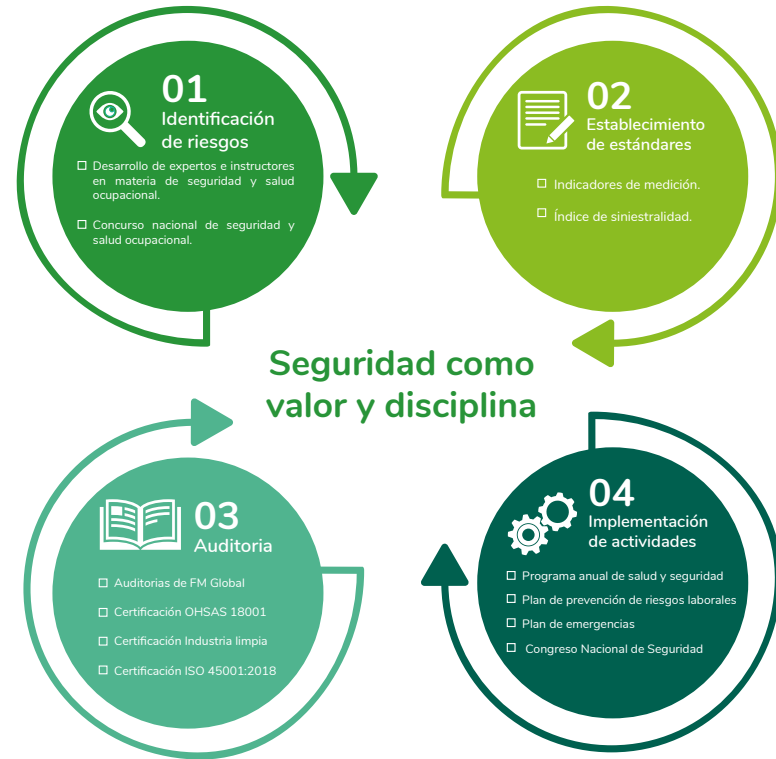 01
Identificación
de riesgos
☐ Desarrollo de expertos e instructores
en materia de seguridad y salud
ocupacional.
☐ Concurso nacional de seguridad y
salud ocupacional.
02
Establecimiento
de estándares
☐ Indicadores de medición.
☐ Índice de siniestralidad.
Seguridad como
valor y disciplina
03
Auditoria
☐ Auditorias de FM Global
☐ Certificación OHSAS 18001
☐ Certificación Industria limpia
☐ Certificación ISO 45001:2018
04
Implementación
de actividades
☐ Programa anual de salud y seguridad
☐ Plan de prevención de riesgos laborales
☐ Plan de emergencias
☐ Congreso Nacional de Seguridad